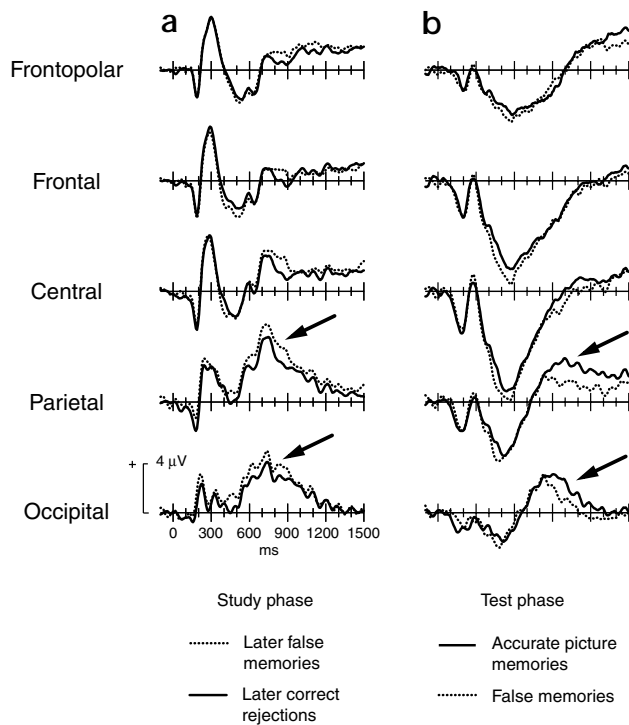 a b
Frontopolar
Frontal
Central
Parietal
+ 4 μV
Occipital
0 300 600 900 1200 1500
ms
Study phase
Later false
memories
Later correct
rejections
Test phase
Accurate picture
memories
False memories